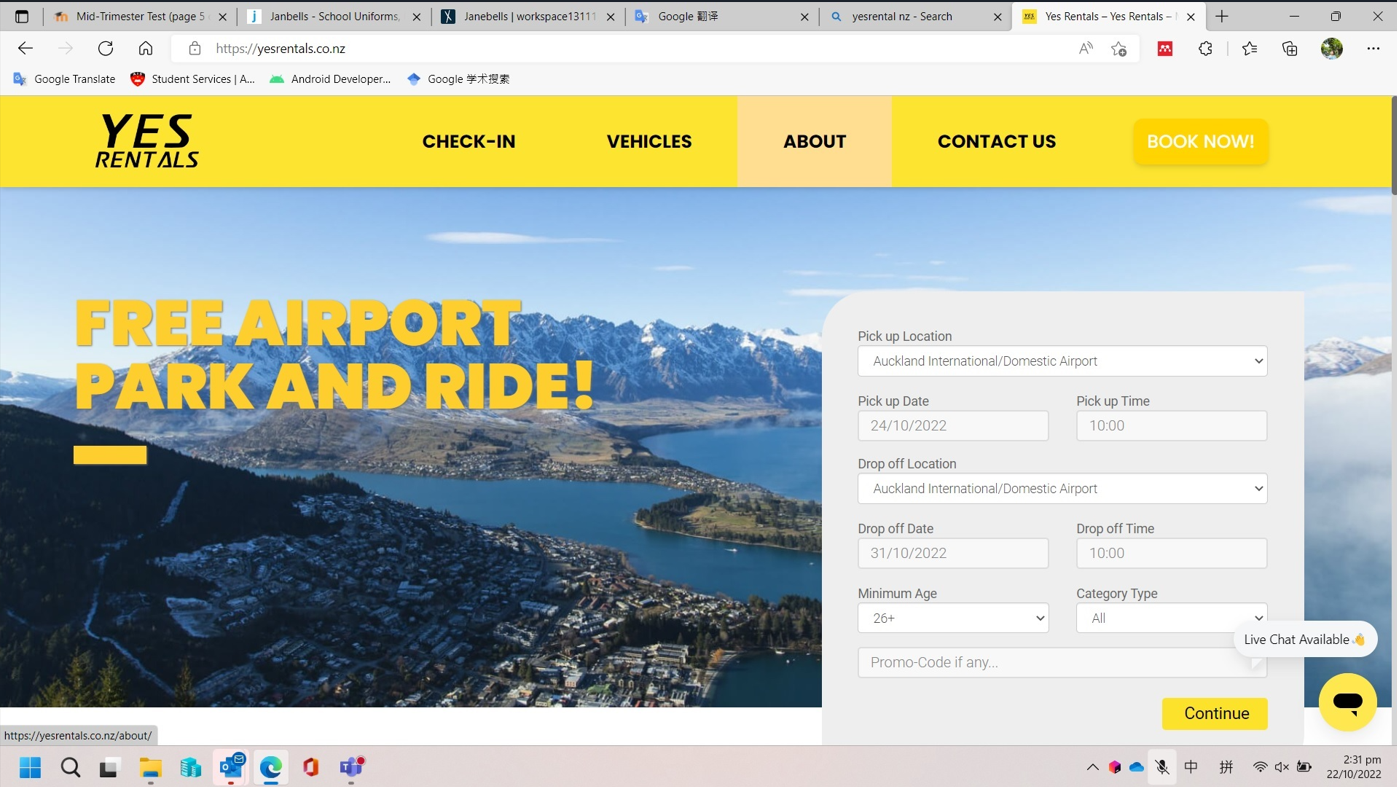 Mid-Trimester Test (page 5
Janbells - School Uniforms,
Janebells | workspace13111
Google 翻译
yesrental nz - Search
Yes Rentals – Yes Rentals –
https://yesrentals.co.nz
Google Translate
Student Services | A...
Android Developer...
Google 学术搜索
YES
RENTALS
CHECK-IN
VEHICLES
ABOUT
CONTACT US
BOOK NOW!
FREE AIRPORT
PARK AND RIDE!
Pick up Location
Auckland International/Domestic Airport
Pick up Date
Pick up Time
24/10/2022
10:00
Drop off Location
Auckland International/Domestic Airport
Drop off Date
Drop off Time
31/10/2022
10:00
Minimum Age
Category Type
26+
All
Live Chat Available👋
Promo-Code if any...
Continue
https://yesrentals.co.nz/about/
中
拼
2:31 pm
22/10/2022